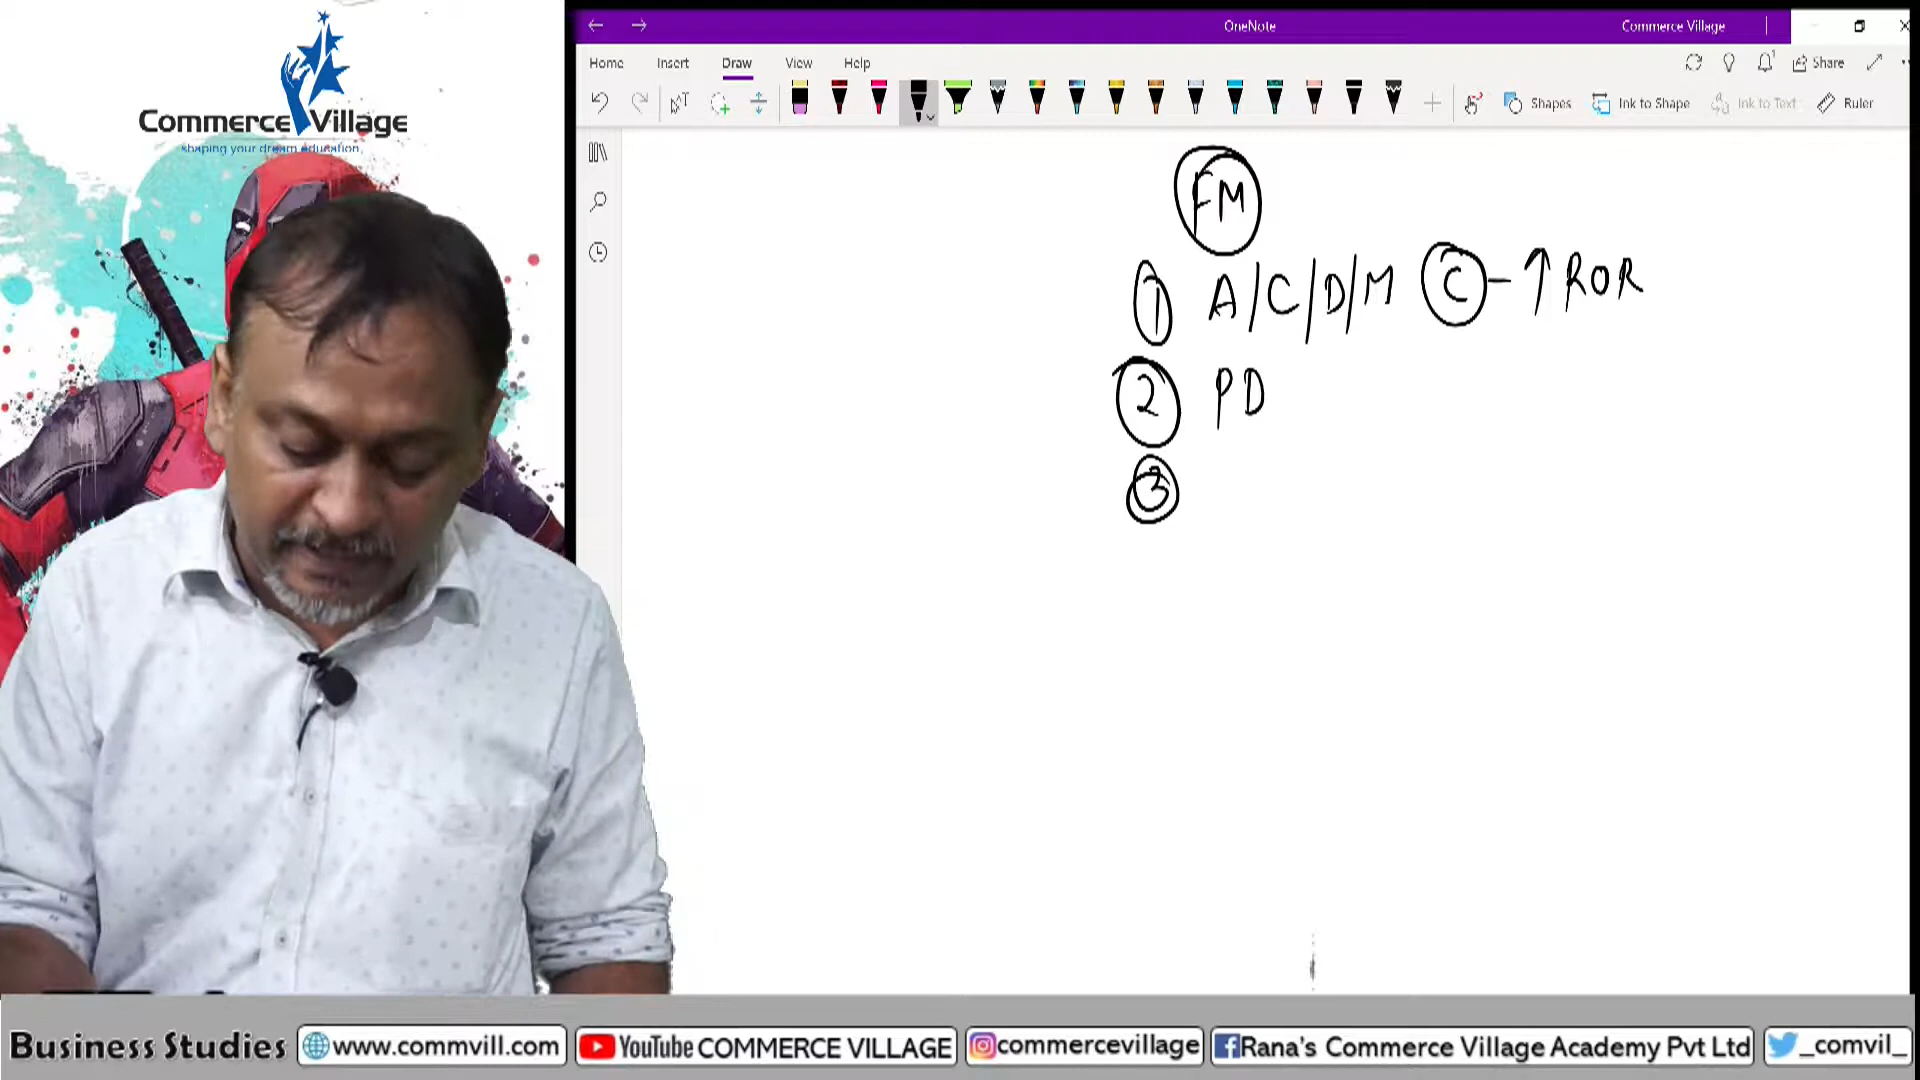 Commerce Village
shaping your dream education.
OneNote
Commerce Village
Home Insert Draw View Help
Share
Shapes Ink to Shape Ink to Text Ruler
FM
1 A/C/D/M C - ↑ ROR
2 PD
3
Business Studies www.commvill.com YouTube COMMERCE VILLAGE commercevillage Rana's Commerce Village Academy Pvt Ltd _comvil_